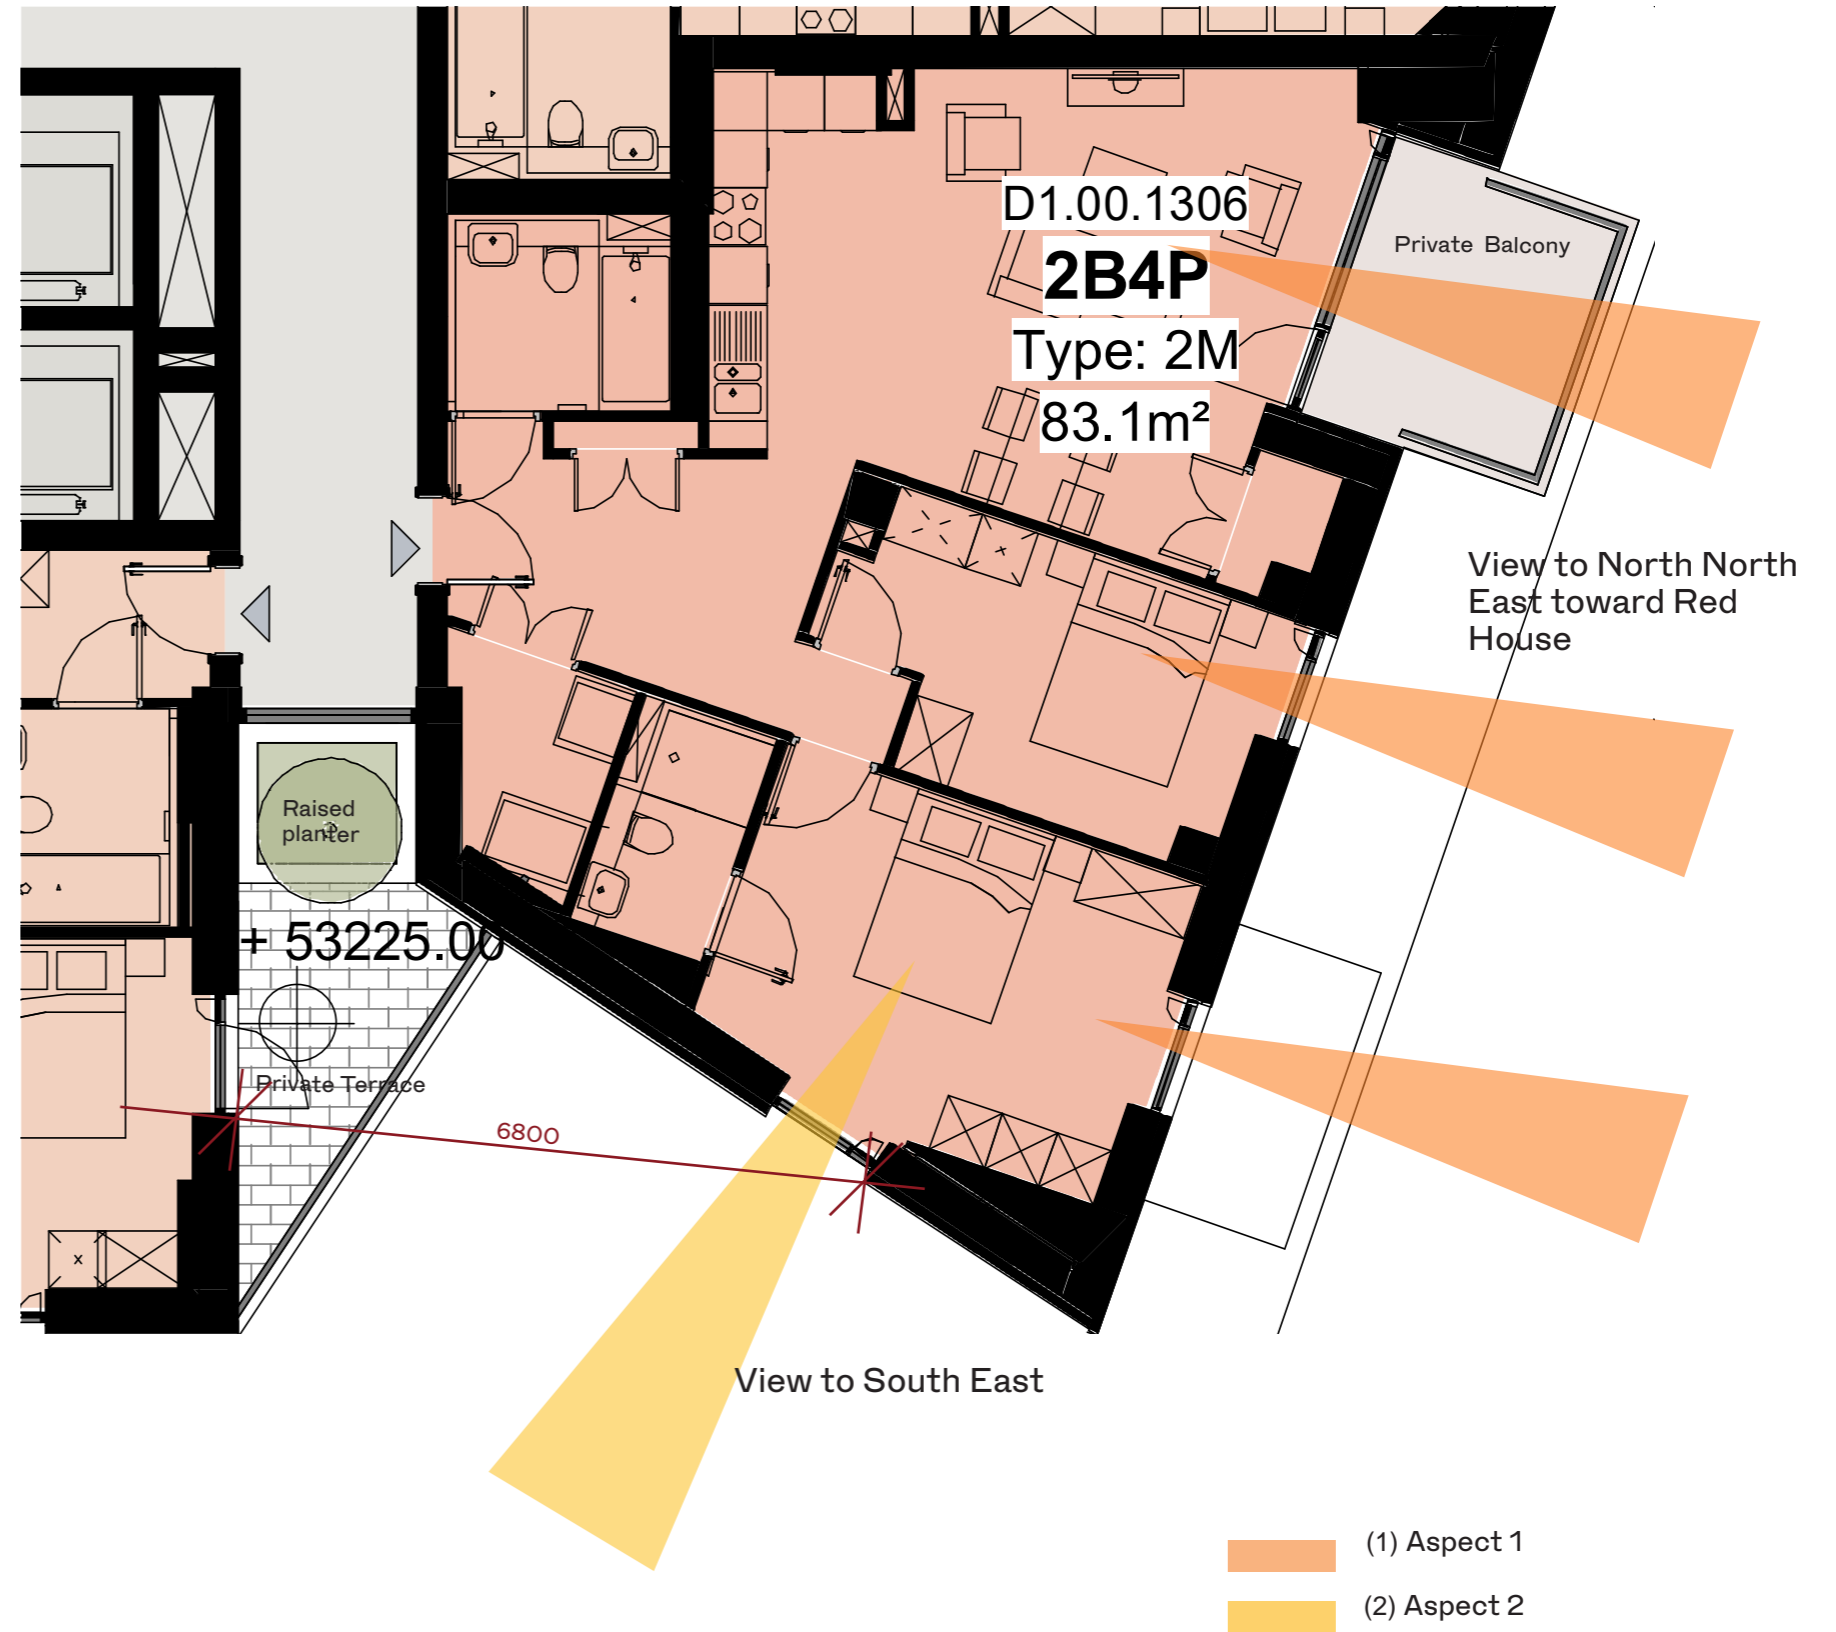 D1.00.1306
2B4P
Type: 2M
83.1m²
Private Balcony
View to North North
East toward Red
House
Raised
planter
+ 53225.00
Private Terrace
6800
View to South East
(1) Aspect 1
(2) Aspect 2